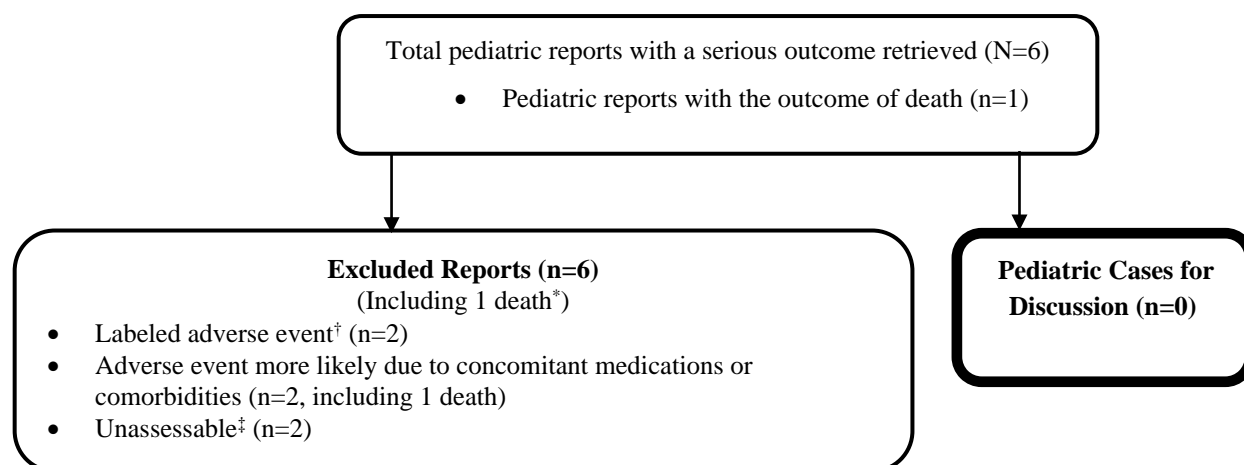 Total pediatric reports with a serious outcome retrieved (N=6)
• Pediatric reports with the outcome of death (n=1)
Excluded Reports (n=6)
(Including 1 death*)
• Labeled adverse event† (n=2)
• Adverse event more likely due to concomitant medications or
comorbidities (n=2, including 1 death)
• Unassessable‡ (n=2)
Pediatric Cases for
Discussion (n=0)